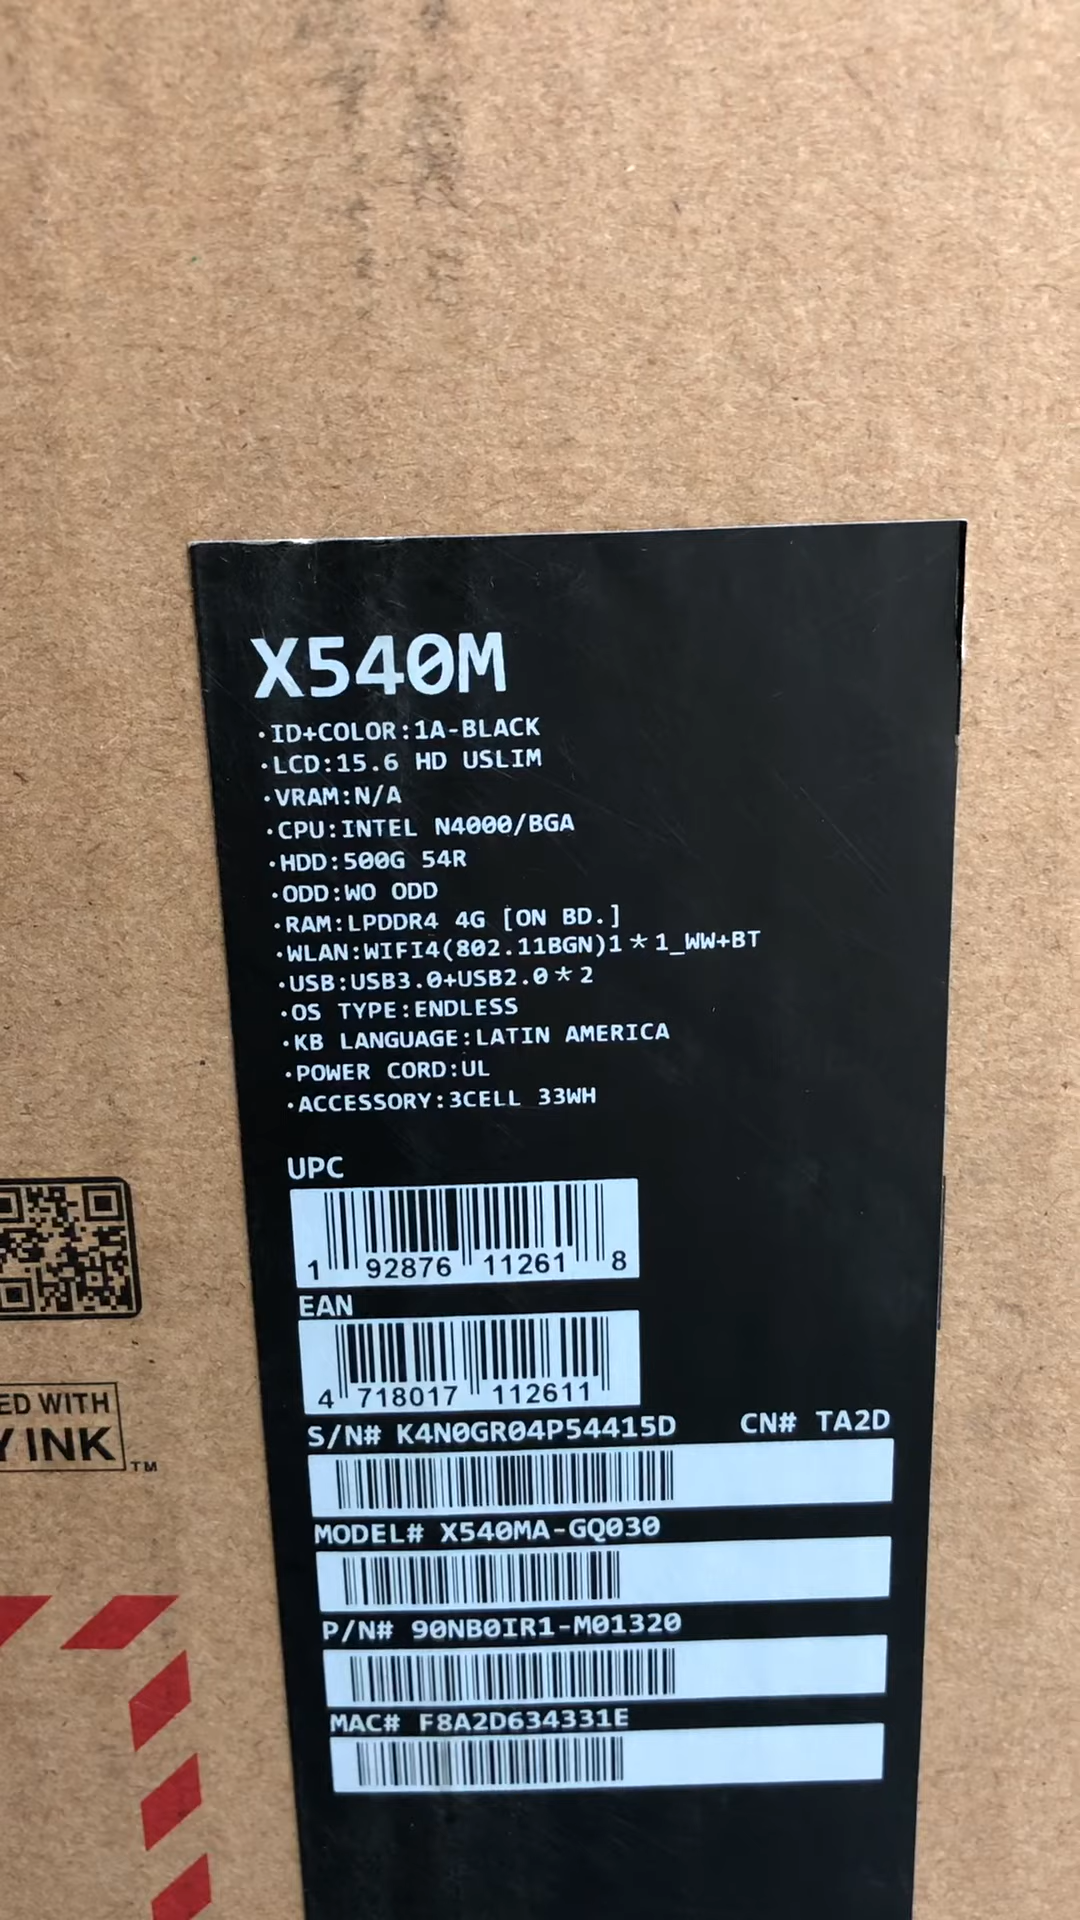 X540M
·ID+COLOR:1A-BLACK
·LCD:15.6 HD USLIM
·VRAM:N/A
·CPU:INTEL N4000/BGA
·HDD:500G 54R
·ODD:WO ODD
·RAM:LPDDR4 4G [ON BD.]
·WLAN:WIFI4(802.11BGN)1*1_WW+BT
·USB:USB3.0+USB2.0*2
·OS TYPE:ENDLESS
·KB LANGUAGE:LATIN AMERICA
·POWER CORD:UL
·ACCESSORY:3CELL 33WH
UPC
1 92876 11261 8
EAN
4 718017 112611
S/N# K4N0GR04P54415D CN# TA2D
MODEL# X540MA-GQ030
P/N# 90NB0IR1-M01320
MAC# F8A2D634331E
ED WITH
Y INK TM